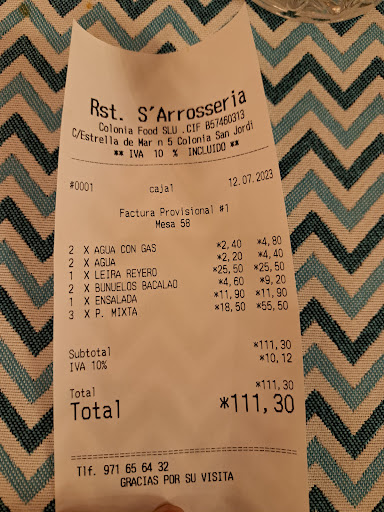 Rst. S´Arrosseria
Colonia Food SLU .CIF B57460313
C/Estrella de Mar n 5 Colonia San Jordi
** IVA 10 % INCLUIDO **
#0001 caja1 12.07.2023
Factura Provisional #1
Mesa 58
2 X AGUA CON GAS *2,40 *4,80
2 X AGUA *2,20 *4,40
1 X LEIRA REYERO *25,50 *25,50
2 X BUNUELOS BACALAO *4,60 *9,20
1 X ENSALADA *11,90 *11,90
3 X P. MIXTA *18,50 *55,50
Subtotal *111,30
IVA 10% *10,12
Total *111,30
Total *111,30
Tlf. 971 65 64 32
GRACIAS POR SU VISITA